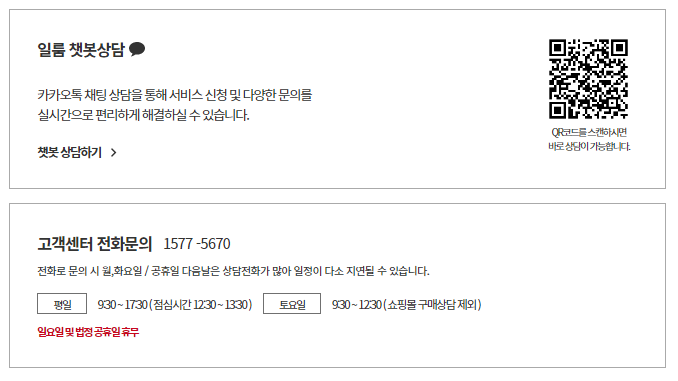 일룸 챗봇상담
카카오톡 채팅 상담을 통해 서비스 신청 및 다양한 문의를
실시간으로 편리하게 해결하실 수 있습니다.
챗봇 상담하기 >
QR코드를 스캔하시면
바로 상담이 가능합니다.
고객센터 전화문의 1577 -5670
전화로 문의 시 월,화요일 / 공휴일 다음날은 상담전화가 많아 일정이 다소 지연될 수 있습니다.
평일 9:30 ~ 17:30 ( 점심시간 12:30 ~ 13:30 ) 토요일 9:30 ~ 12:30 ( 쇼핑몰 구매상담 제외 )
일요일 및 법정 공휴일 휴무